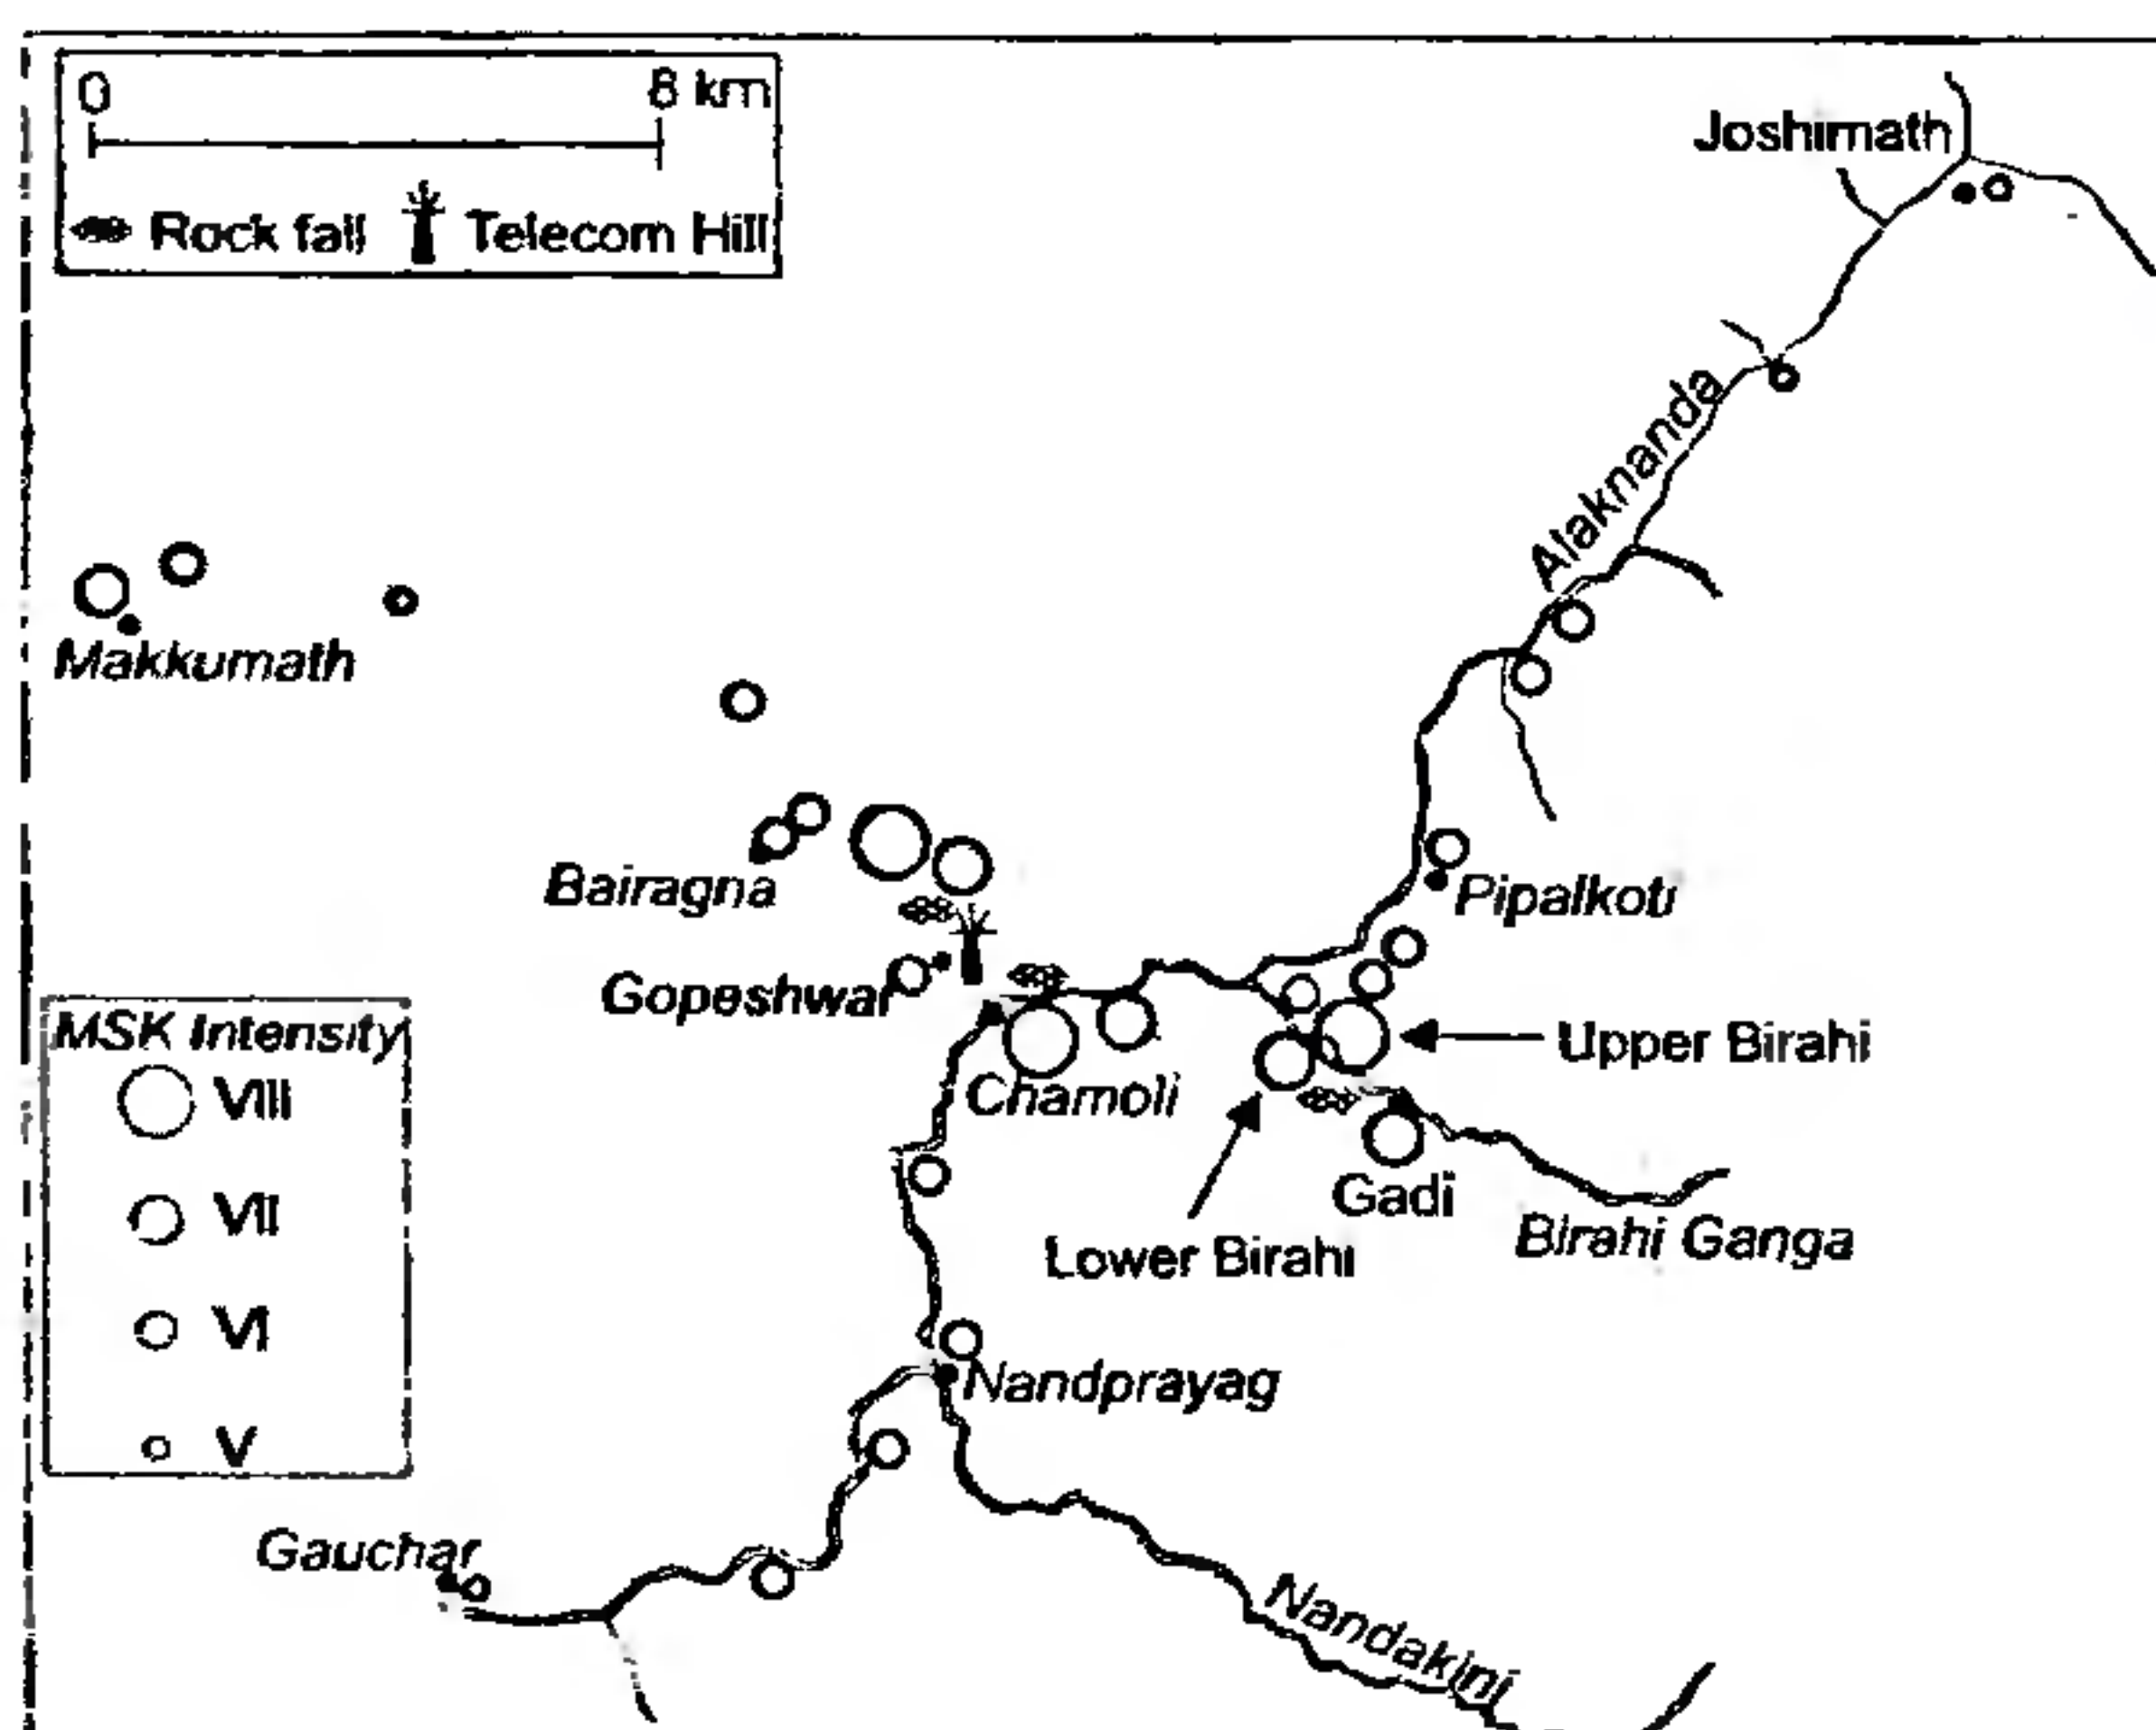 0 8 km
Rock fall Telecom Hill
Joshimath
Alaknanda
Makkumath
Bairagna
Pipalkoti
Gopeshwar
MSK Intensity
VIII
VII
VI
V
Upper Birahi
Chamoli
Gadi
Birahi Ganga
Lower Birahi
Nandprayag
Gauchar
Nandakini